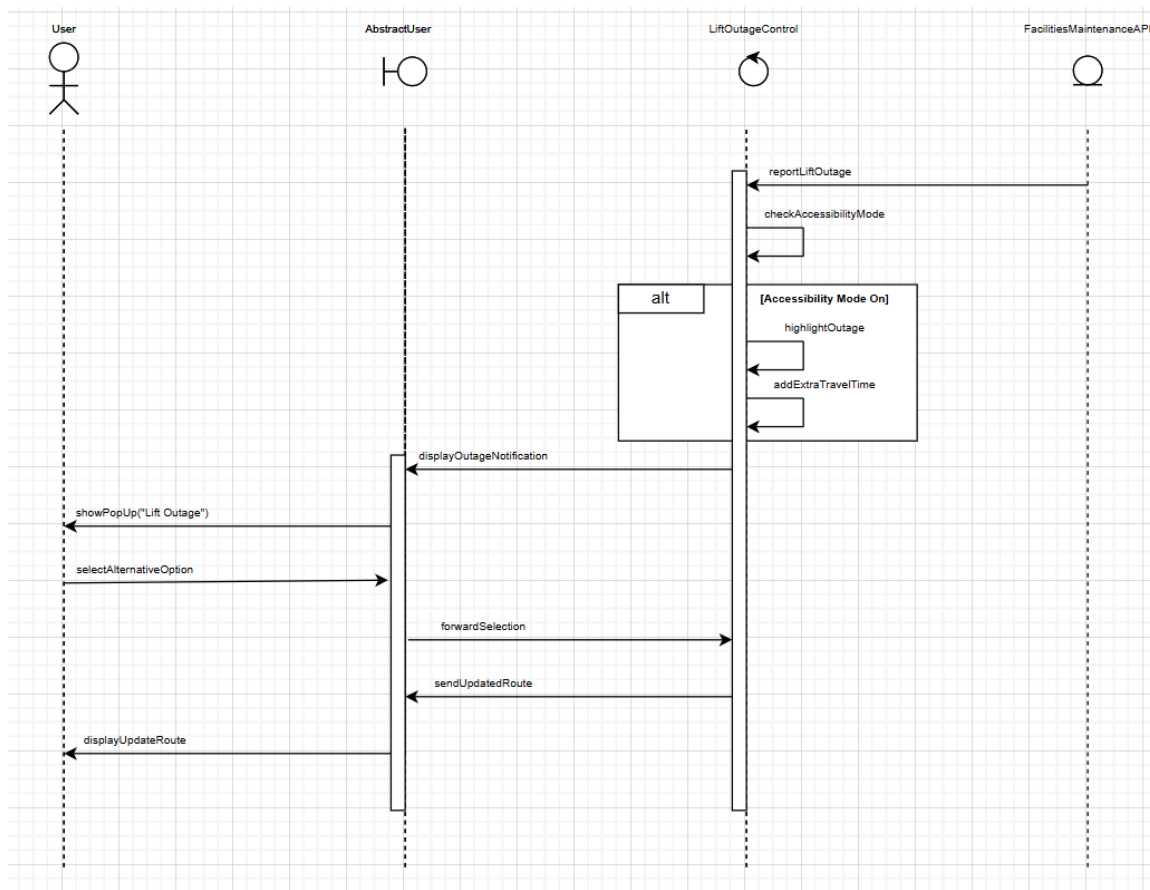 User
AbstractUser
LiftOutageControl
FacilitiesMaintenanceAPI
reportLiftOutage
checkAccessibilityMode
alt
[Accessibility Mode On]
highlightOutage
addExtraTravelTime
displayOutageNotification
showPopUp("Lift Outage")
selectAlternativeOption
forwardSelection
sendUpdatedRoute
displayUpdateRoute